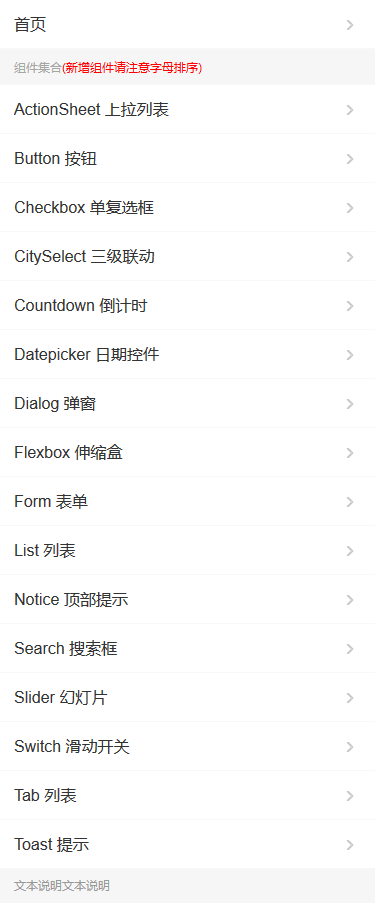 首页
组件集合(新增组件请注意字母排序)
ActionSheet 上拉列表
Button 按钮
Checkbox 单复选框
CitySelect 三级联动
Countdown 倒计时
Datepicker 日期控件
Dialog 弹窗
Flexbox 伸缩盒
Form 表单
List 列表
Notice 顶部提示
Search 搜索框
Slider 幻灯片
Switch 滑动开关
Tab 列表
Toast 提示
文本说明文本说明